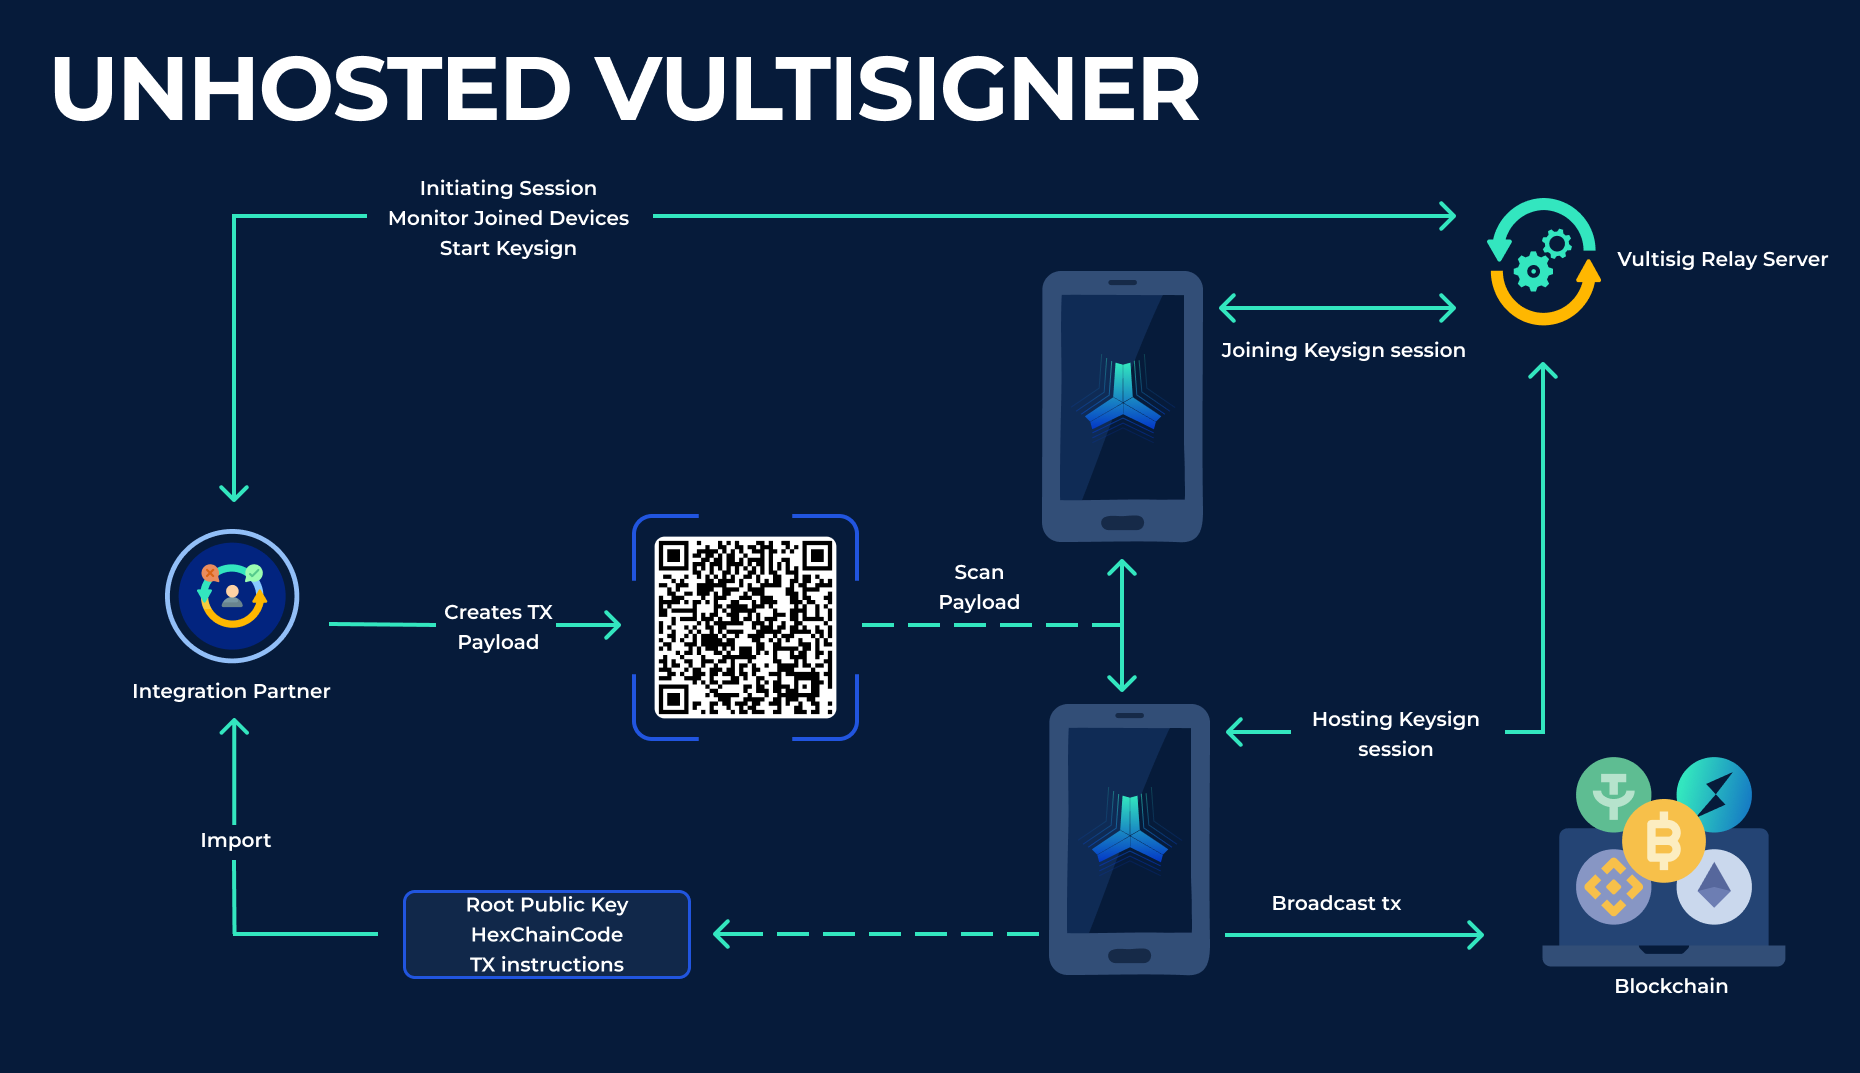 UNHOSTED VULTISIGNER
Initiating Session
Monitor Joined Devices
Start Keysign
Vultisig Relay Server
Joining Keysign session
Scan
Payload
Creates TX
Payload
Integration Partner
Hosting Keysign
session
Import
Root Public Key
HexChainCode
TX instructions
Broadcast tx
Blockchain